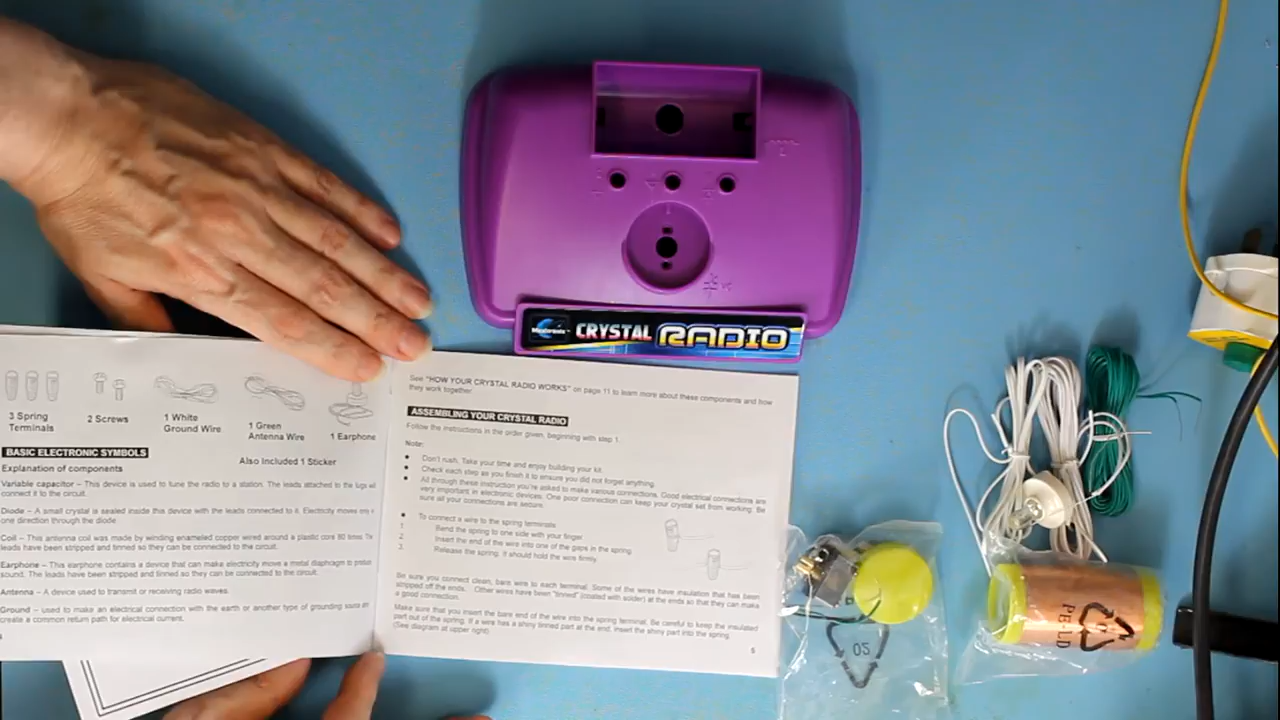 CRYSTAL RADIO
3 Spring
Terminals
2 Screws
1 White
Ground Wire
1 Green
Antenna Wire
1 Earphone
Also Included 1 Sticker
BASIC ELECTRONIC SYMBOLS
Explanation of components
Variable capacitor – This device is used to tune the radio to a station. The leads attached to the lugs
connect it to the circuit.
Diode – A small crystal is sealed inside this device with the leads connected to it. Electricity moves
one direction through the diode
Coil – This antenna coil was made by winding enameled copper wired around a plastic core 80 times.
leads have been stripped and tinned so they can be connected to the circuit.
Earphone – This earphone contains a device that can make electricity move a metal diaphragm to
sound. The leads have been stripped and tinned so they can be connected to the circuit.
Antenna – A device used to transmit or receiving radio waves.
Ground – used to make an electrical connection with the earth or another type of grounding
create a common return path for electrical current.
See "HOW YOUR CRYSTAL RADIO WORKS" on page 11 to learn more about these components and how
they work together
ASSEMBLING YOUR CRYSTAL RADIO
Follow the instructions in the order given, beginning with step 1.
Note:
• Don't rush. Take your time and enjoy building your kit.
• Check each step as you finish it to ensure you did not forget anything.
• All through these instruction you're asked to make various connections. Good electrical connections are
very important in electronic devices. One poor connection can keep your crystal set from working. Be
sure all your connections are secure.
• To connect a wire to the spring terminals
1. Bend the spring to one side with your finger
2. Insert the end of the wire into one of the gaps in the spring.
3. Release the spring, it should hold the wire firmly.
Be sure you connect clean, bare wire to each terminal. Some of the wires have insulation that has been
stripped off the ends. Other wires have been "tinned" (coated with solder) at the ends so that they can make
a good connection.
Make sure that you insert the bare end of the wire into the spring terminal. Be careful to keep the insulated
part out of the spring. If a wire has a shiny tinned part at the end, insert the shiny part into the spring.
(See diagram at upper right)
5
02
PE-LD